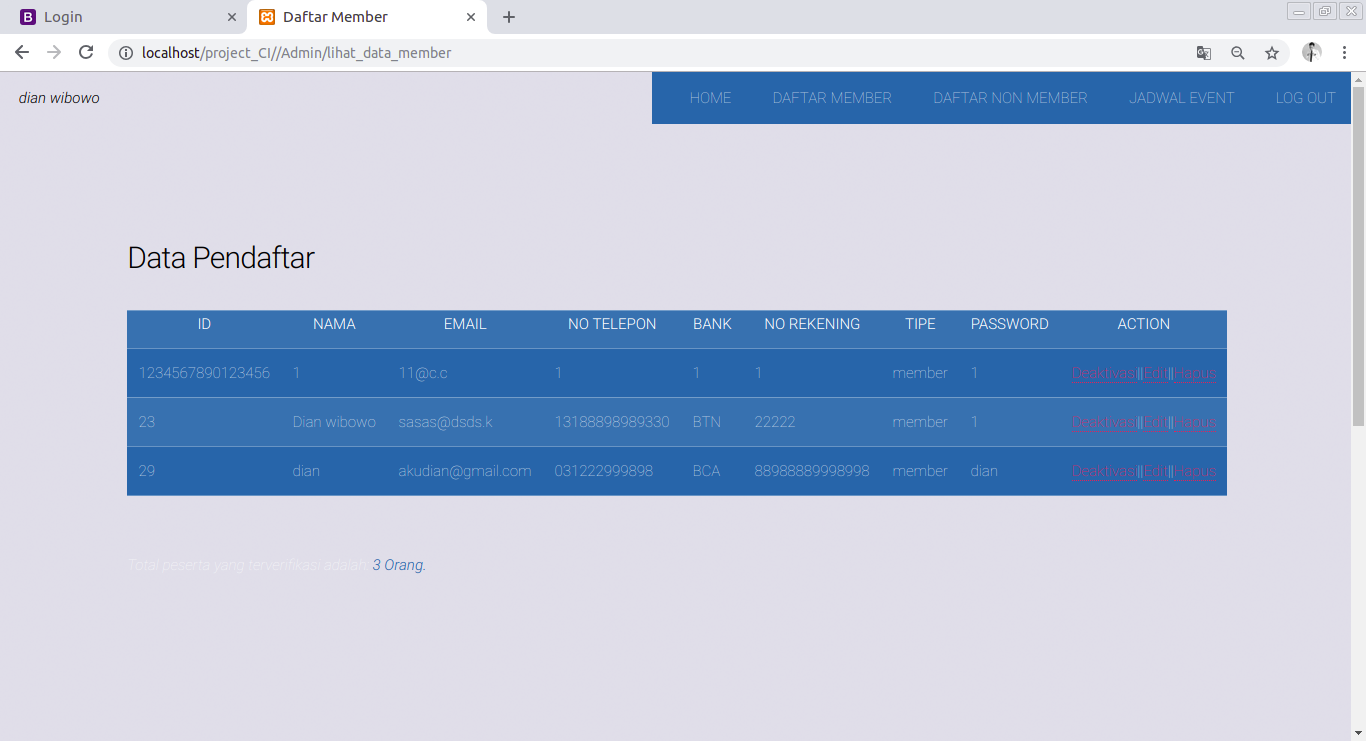 Login
Daftar Member
localhost/project_CI//Admin/lihat_data_member
dian wibowo
HOME DAFTAR MEMBER DAFTAR NON MEMBER JADWAL EVENT LOG OUT
Data Pendaftar
ID NAMA EMAIL NO TELEPON BANK NO REKENING TIPE PASSWORD ACTION
1234567890123456 1 11@c.c 1 1 1 member 1 Deaktivasi||Edit||Hapus
23 Dian wibowo sasas@dsds.k 13188898989330 BTN 22222 member 1 Deaktivasi||Edit||Hapus
29 dian akudian@gmail.com 031222999898 BCA 88988889998998 member dian Deaktivasi||Edit||Hapus
Total peserta yang terverifikasi adalah 3 Orang.